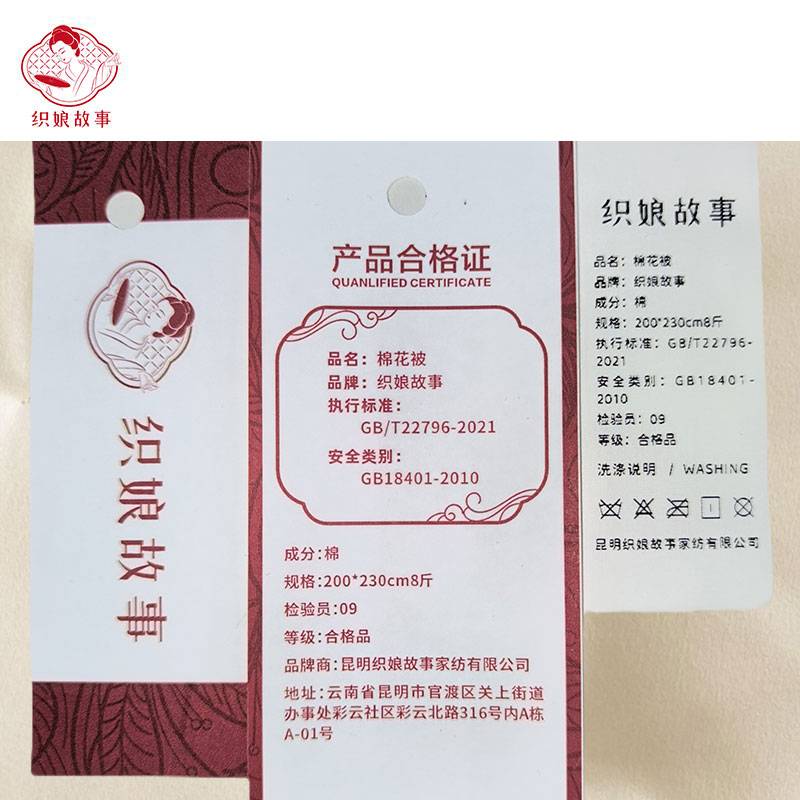 织娘故事
织娘故事
产品合格证
QUANLIFIED CERTIFICATE
品名：棉花被
品牌：织娘故事
执行标准：
GB/T22796-2021
安全类别：
GB18401-2010
成分:棉
规格:200*230cm8斤
检验员:09
等级:合格品
品牌商:昆明织娘故事家纺有限公司
地址:云南省昆明市官渡区关上街道
办事处彩云社区彩云北路316号内A栋
A-01号
织娘故事
品名：棉花被
品牌：织娘故事
成分：棉
规格：200*230cm8斤
执行标准：GB/T22796-
2021
安全类别：GB18401-
2010
检验员：09
等级：合格品
洗涤说明 / WASHING
昆明织娘故事家纺有限公司